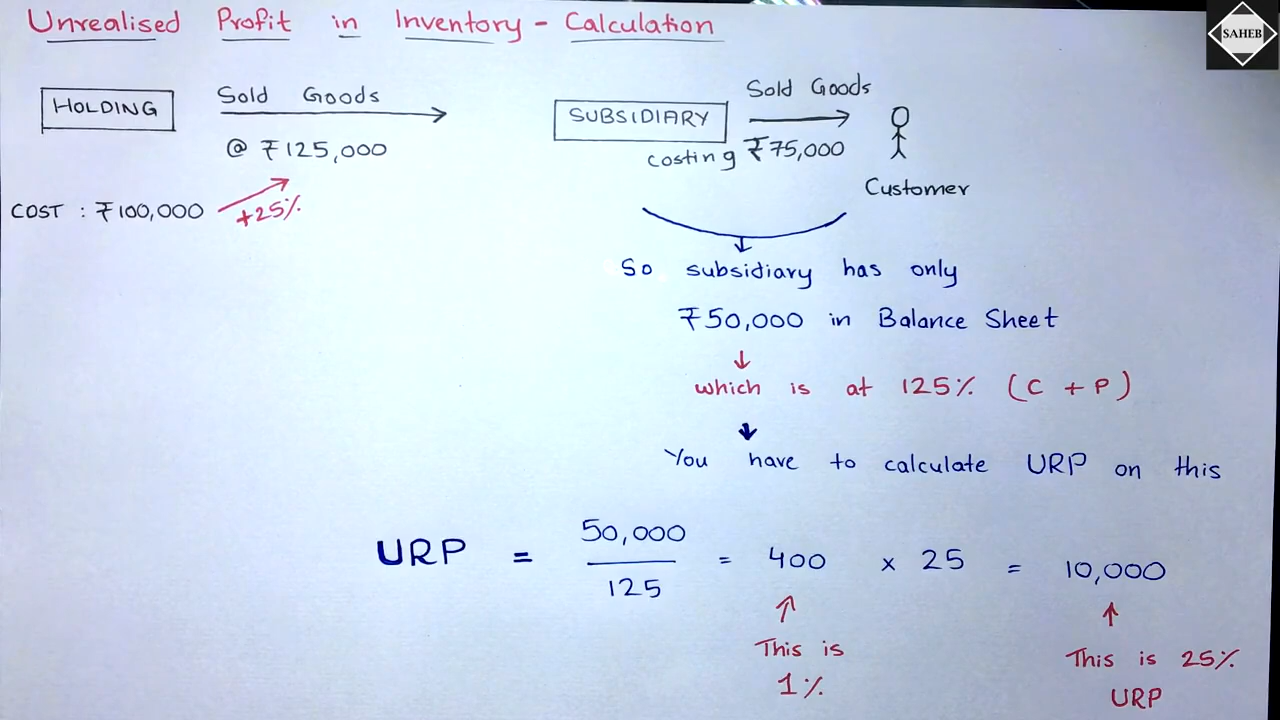 Unrealised Profit in Inventory - Calculation
SAHEB
HOLDING
Sold Goods
@ ₹125,000
COST : ₹100,000
+25%
SUBSIDIARY
Sold Goods
costing ₹75,000
Customer
So subsidiary has only
₹50,000 in Balance Sheet
which is at 125% (C + P)
You have to calculate URP on this
URP = 50,000 / 125 = 400 x 25 = 10,000
This is
1%
This is 25%
URP